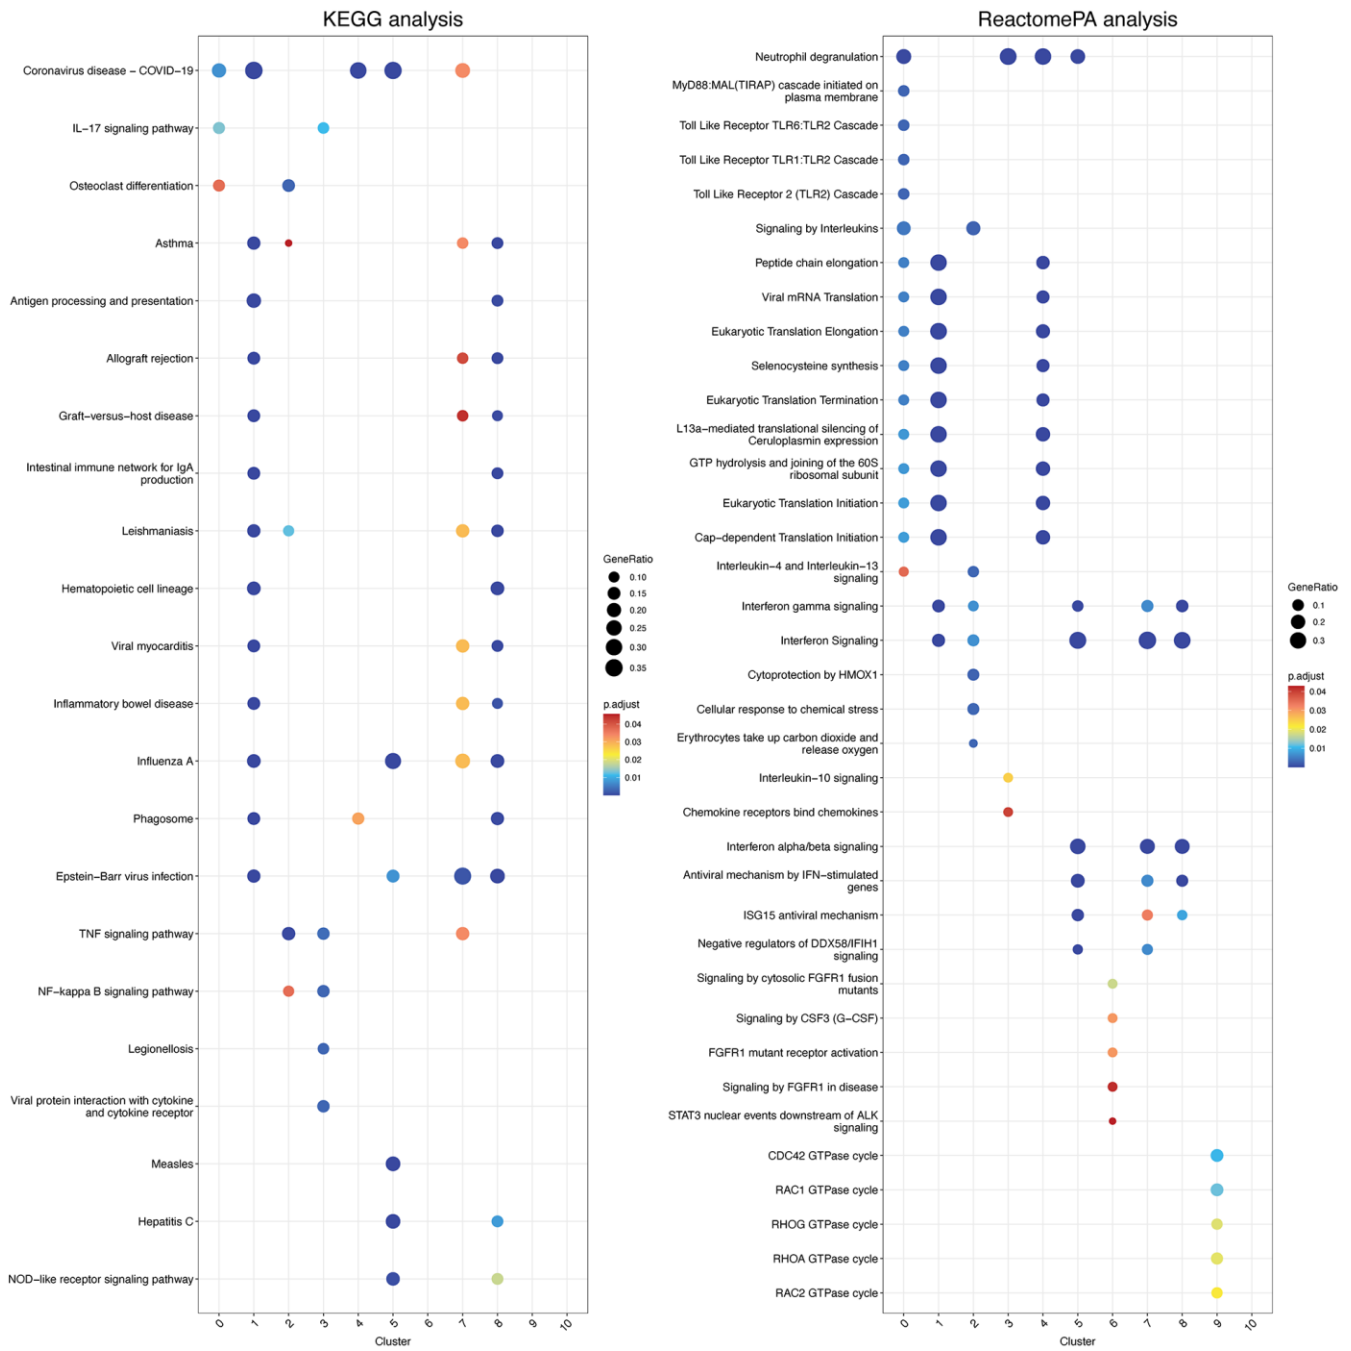 KEGG analysis
Coronavirus disease − COVID−19
IL−17 signaling pathway
Osteoclast differentiation
Asthma
Antigen processing and presentation
Allograft rejection
Graft−versus−host disease
Intestinal immune network for IgA
production
Leishmaniasis
Hematopoietic cell lineage
Viral myocarditis
Inflammatory bowel disease
Influenza A
Phagosome
Epstein−Barr virus infection
TNF signaling pathway
NF−kappa B signaling pathway
Legionellosis
Viral protein interaction with cytokine
and cytokine receptor
Measles
Hepatitis C
NOD−like receptor signaling pathway
0 1 2 3 4 5 6 7 8 9 10
Cluster
GeneRatio
0.10
0.15
0.20
0.25
0.30
0.35
p.adjust
0.04
0.03
0.02
0.01
ReactomePA analysis
Neutrophil degranulation
MyD88:MAL(TIRAP) cascade initiated on
plasma membrane
Toll Like Receptor TLR6:TLR2 Cascade
Toll Like Receptor TLR1:TLR2 Cascade
Toll Like Receptor 2 (TLR2) Cascade
Signaling by Interleukins
Peptide chain elongation
Viral mRNA Translation
Eukaryotic Translation Elongation
Selenocysteine synthesis
Eukaryotic Translation Termination
L13a−mediated translational silencing of
Ceruloplasmin expression
GTP hydrolysis and joining of the 60S
ribosomal subunit
Eukaryotic Translation Initiation
Cap−dependent Translation Initiation
Interleukin−4 and Interleukin−13
signaling
Interferon gamma signaling
Interferon Signaling
Cytoprotection by HMOX1
Cellular response to chemical stress
Erythrocytes take up carbon dioxide and
release oxygen
Interleukin−10 signaling
Chemokine receptors bind chemokines
Interferon alpha/beta signaling
Antiviral mechanism by IFN−stimulated
genes
ISG15 antiviral mechanism
Negative regulators of DDX58/IFIH1
signaling
Signaling by cytosolic FGFR1 fusion
mutants
Signaling by CSF3 (G−CSF)
FGFR1 mutant receptor activation
Signaling by FGFR1 in disease
STAT3 nuclear events downstream of ALK
signaling
CDC42 GTPase cycle
RAC1 GTPase cycle
RHOG GTPase cycle
RHOA GTPase cycle
RAC2 GTPase cycle
0 1 2 3 4 5 6 7 8 9 10
Cluster
GeneRatio
0.1
0.2
0.3
p.adjust
0.04
0.03
0.02
0.01